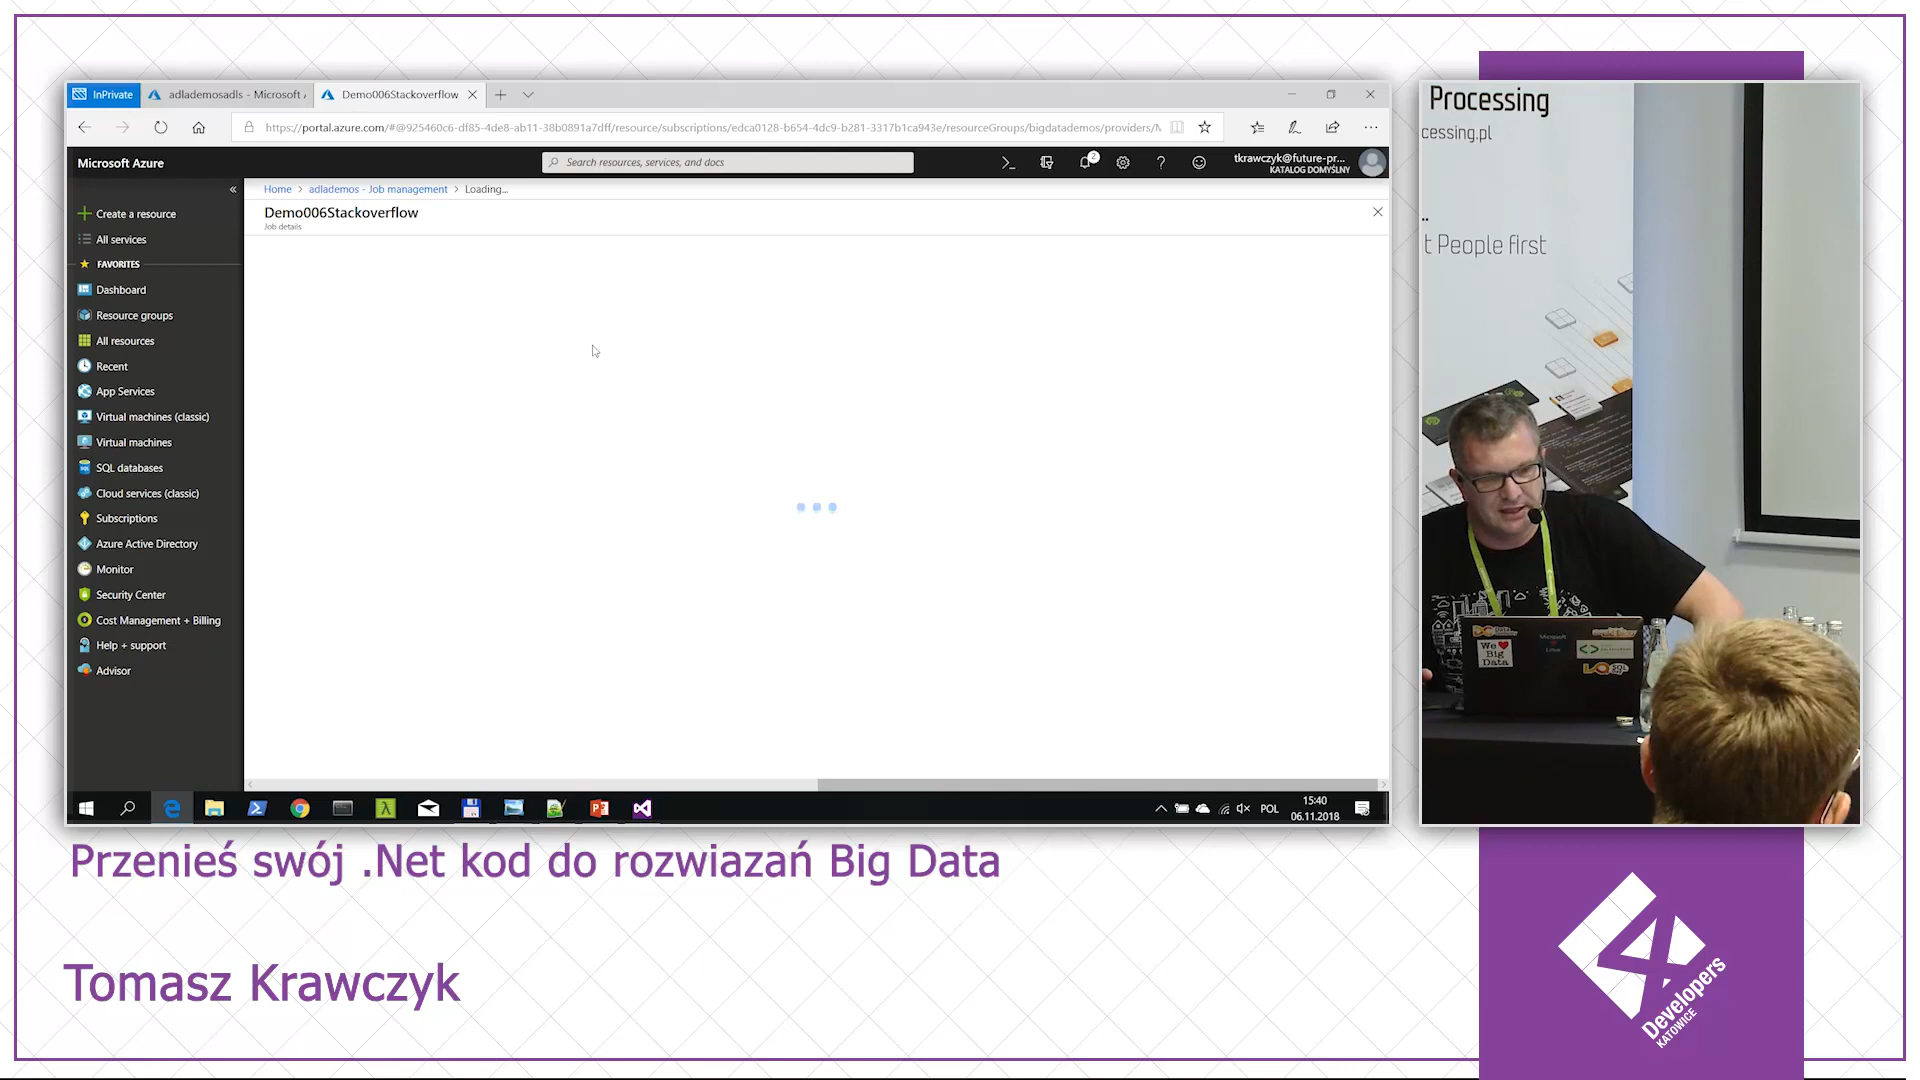 InPrivate
adlademosadls - Microsoft
Demo006Stackoverflow
https://portal.azure.com/#@925460c6-df85-4de8-ab11-38b0891a7dff/resource/subscriptions/edca0128-b654-4dc9-b281-3317b1ca943e/resourceGroups/bigdatademos/providers/
Microsoft Azure
Search resources, services, and docs
2
tkrawczyk@future-pr...
KATALOG DOMYŚLNY
Home > adlademos - Job management > Loading...
Demo006Stackoverflow
Job details
Create a resource
All services
FAVORITES
Dashboard
Resource groups
All resources
Recent
App Services
Virtual machines (classic)
Virtual machines
SQL databases
Cloud services (classic)
Subscriptions
Azure Active Directory
Monitor
Security Center
Cost Management + Billing
Help + support
Advisor
POL
15:40
06.11.2018
Processing
cessing.pl
..
t People first
We
Big
Data
Przenieś swój .Net kod do rozwiazań Big Data
Tomasz Krawczyk
4
Developers
KATOWICE